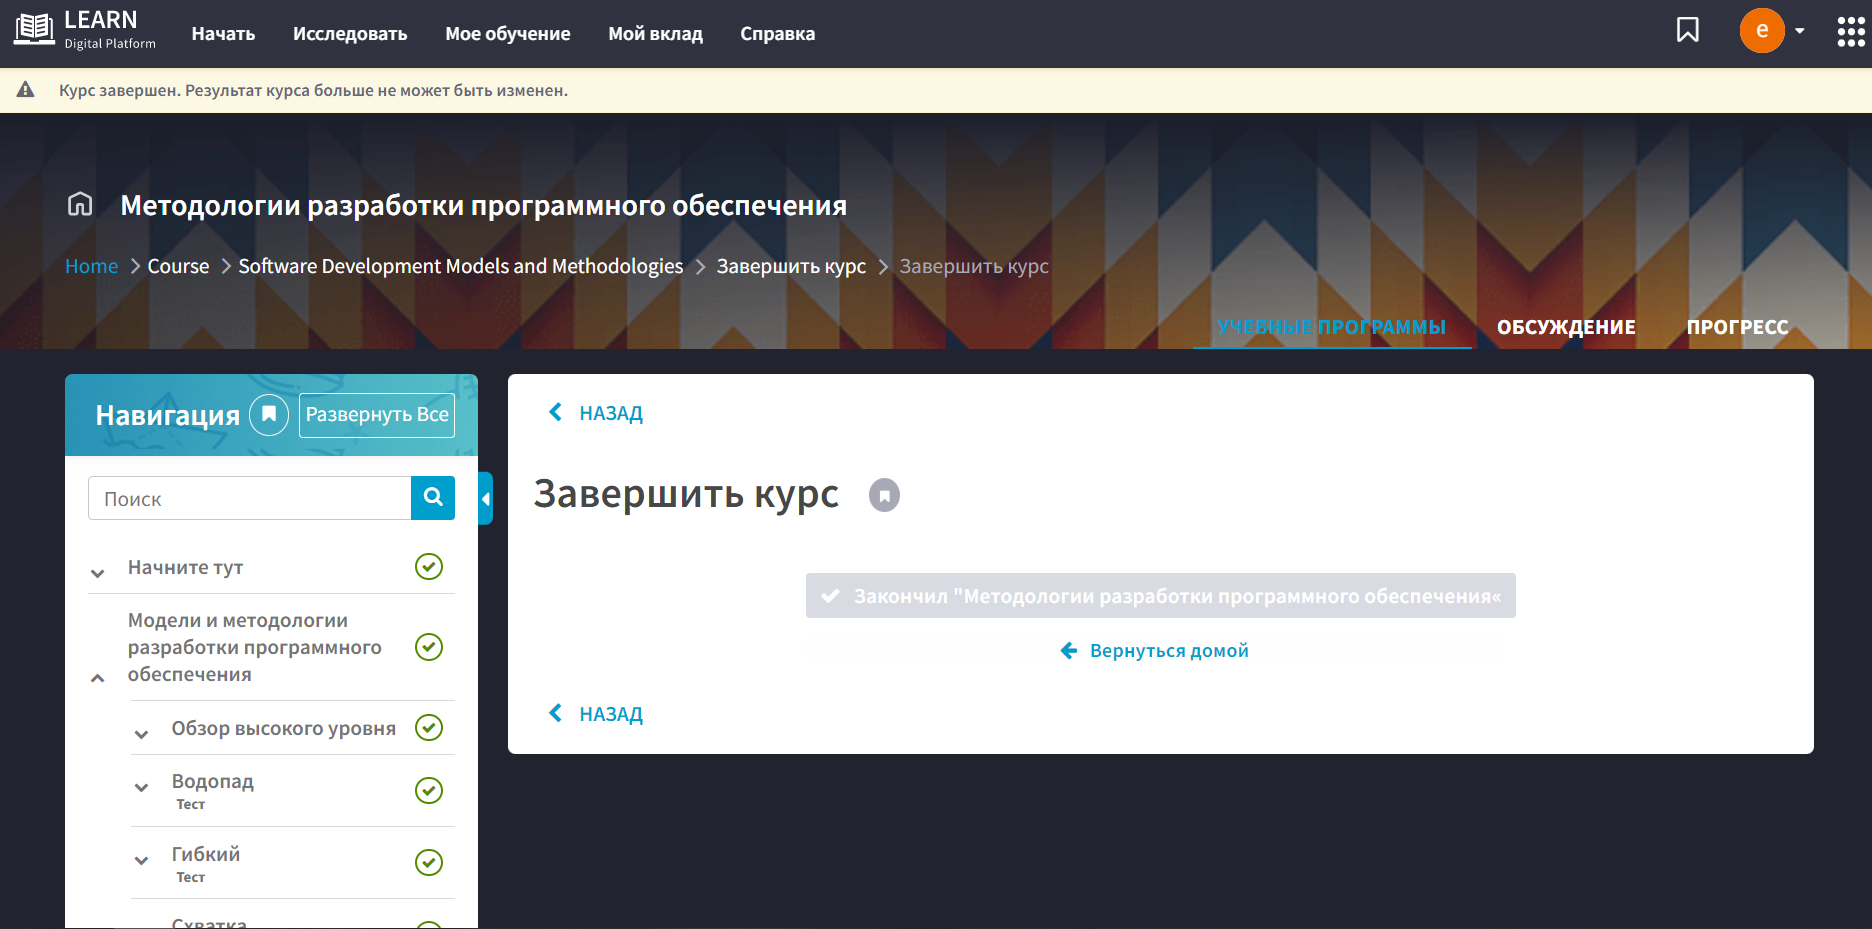 LEARN
Digital Platform
Начать Исследовать Мое обучение Мой вклад Справка
e
Курс завершен. Результат курса больше не может быть изменен.
Методологии разработки программного обеспечения
Home Course Software Development Models and Methodologies Завершить курс Завершить курс
УЧЕБНЫЕ ПРОГРАММЫ ОБСУЖДЕНИЕ ПРОГРЕСС
Навигация Развернуть Все
Поиск
Начните тут
Модели и методологии
разработки программного
обеспечения
Обзор высокого уровня
Водопад
Тест
Гибкий
Тест
Схватка
НАЗАД
Завершить курс
Закончил "Методологии разработки программного обеспечения«
Вернуться домой
НАЗАД